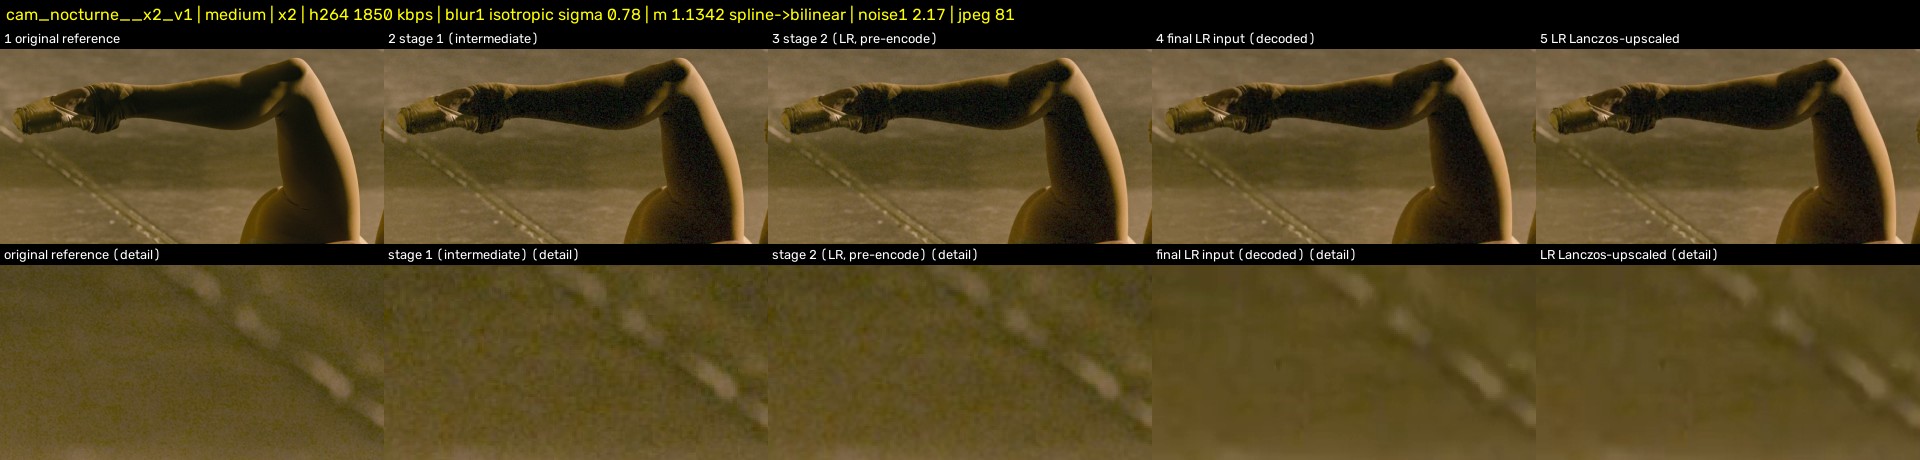 cam_nocturne__x2_v1 | medium | x2 | h264 1850 kbps | blur1 isotropic sigma 0.78 | m 1.1342 spline->bilinear | noise1 2.17 | jpeg 81
1 original reference
2 stage 1 (intermediate)
3 stage 2 (LR, pre-encode)
4 final LR input (decoded)
5 LR Lanczos-upscaled
original reference (detail)
stage 1 (intermediate) (detail)
stage 2 (LR, pre-encode) (detail)
final LR input (decoded) (detail)
LR Lanczos-upscaled (detail)